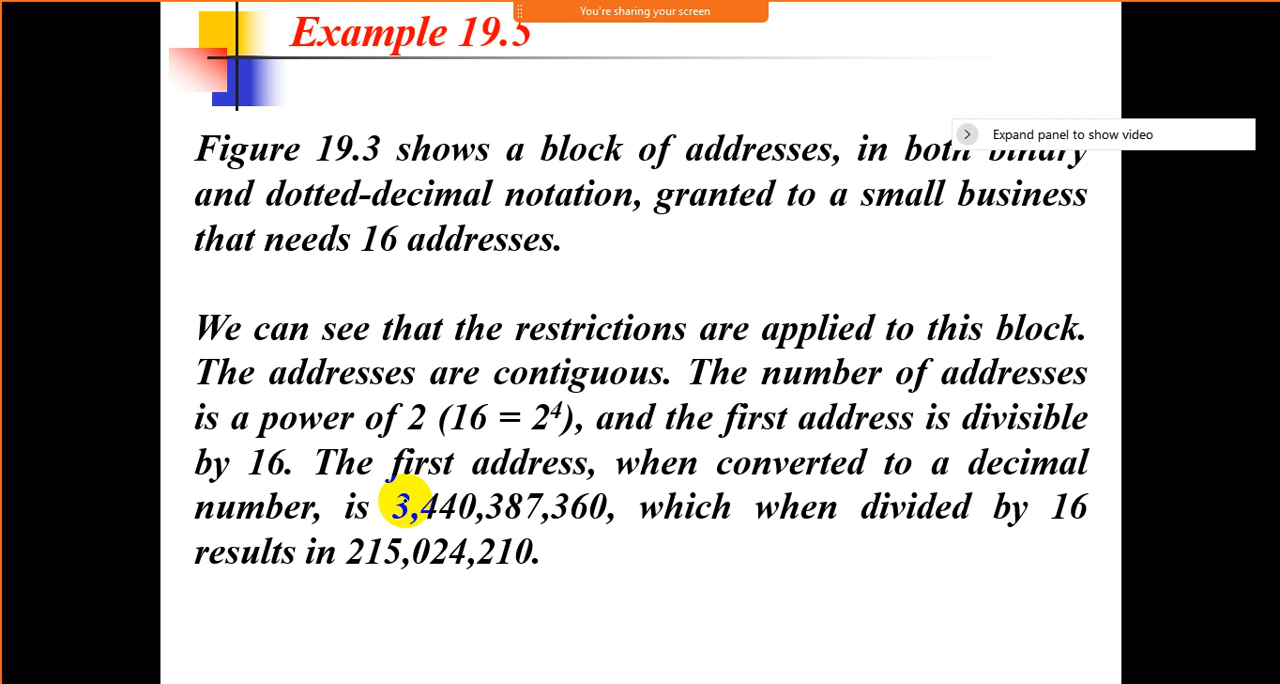 You're sharing your screen
Example 19.5
Expand panel to show video
Figure 19.3 shows a block of addresses, in both binary
and dotted-decimal notation, granted to a small business
that needs 16 addresses.
We can see that the restrictions are applied to this block.
The addresses are contiguous. The number of addresses
is a power of 2 (16 = 2⁴), and the first address is divisible
by 16. The first address, when converted to a decimal
number, is 3,440,387,360, which when divided by 16
results in 215,024,210.